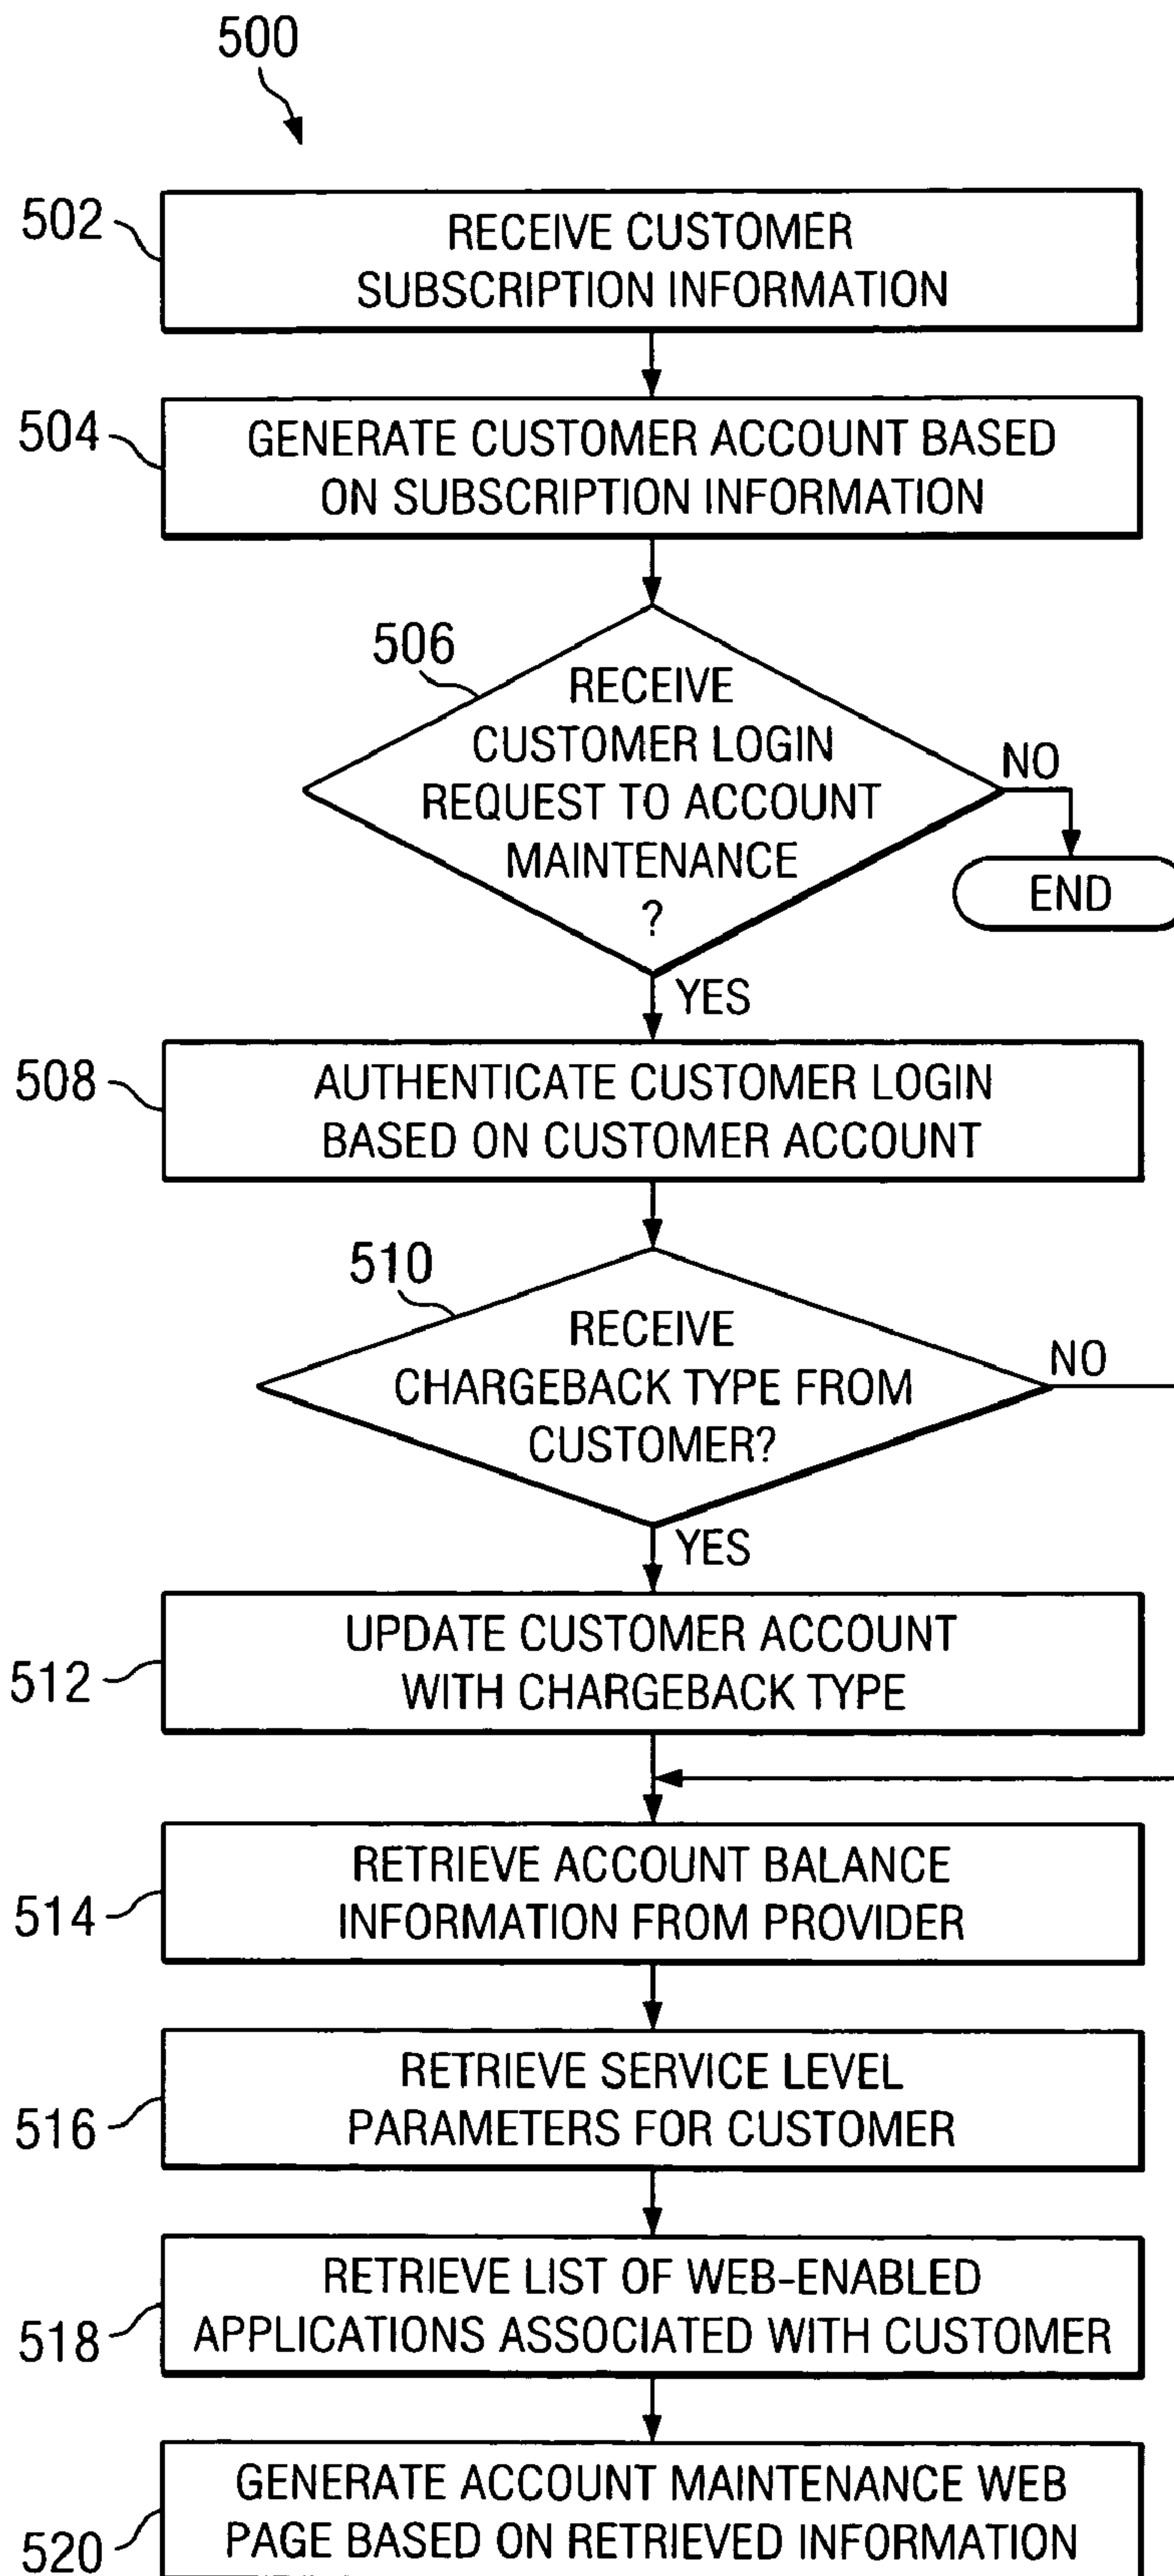 500
502
RECEIVE CUSTOMER
SUBSCRIPTION INFORMATION
504
GENERATE CUSTOMER ACCOUNT BASED
ON SUBSCRIPTION INFORMATION
506
RECEIVE
CUSTOMER LOGIN
REQUEST TO ACCOUNT
MAINTENANCE
?
NO
END
YES
508
AUTHENTICATE CUSTOMER LOGIN
BASED ON CUSTOMER ACCOUNT
510
RECEIVE
CHARGEBACK TYPE FROM
CUSTOMER?
NO
YES
512
UPDATE CUSTOMER ACCOUNT
WITH CHARGEBACK TYPE
514
RETRIEVE ACCOUNT BALANCE
INFORMATION FROM PROVIDER
516
RETRIEVE SERVICE LEVEL
PARAMETERS FOR CUSTOMER
518
RETRIEVE LIST OF WEB-ENABLED
APPLICATIONS ASSOCIATED WITH CUSTOMER
520
GENERATE ACCOUNT MAINTENANCE WEB
PAGE BASED ON RETRIEVED INFORMATION